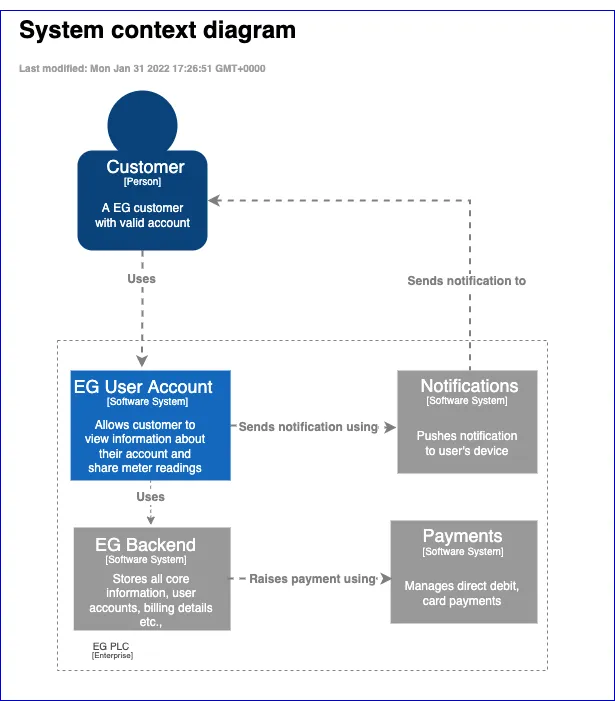 System context diagram
Last modified: Mon Jan 31 2022 17:26:51 GMT+0000
Customer
[Person]
A EG customer
with valid account
Uses
Sends notification to
EG User Account
[Software System]
Allows customer to
view information about
their account and
share meter readings
Sends notification using
Notifications
[Software System]
Pushes notification
to user's device
Uses
EG Backend
[Software System]
Stores all core
information, user
accounts, billing details
etc.,
Raises payment using
Payments
[Software System]
Manages direct debit,
card payments
EG PLC
[Enterprise]